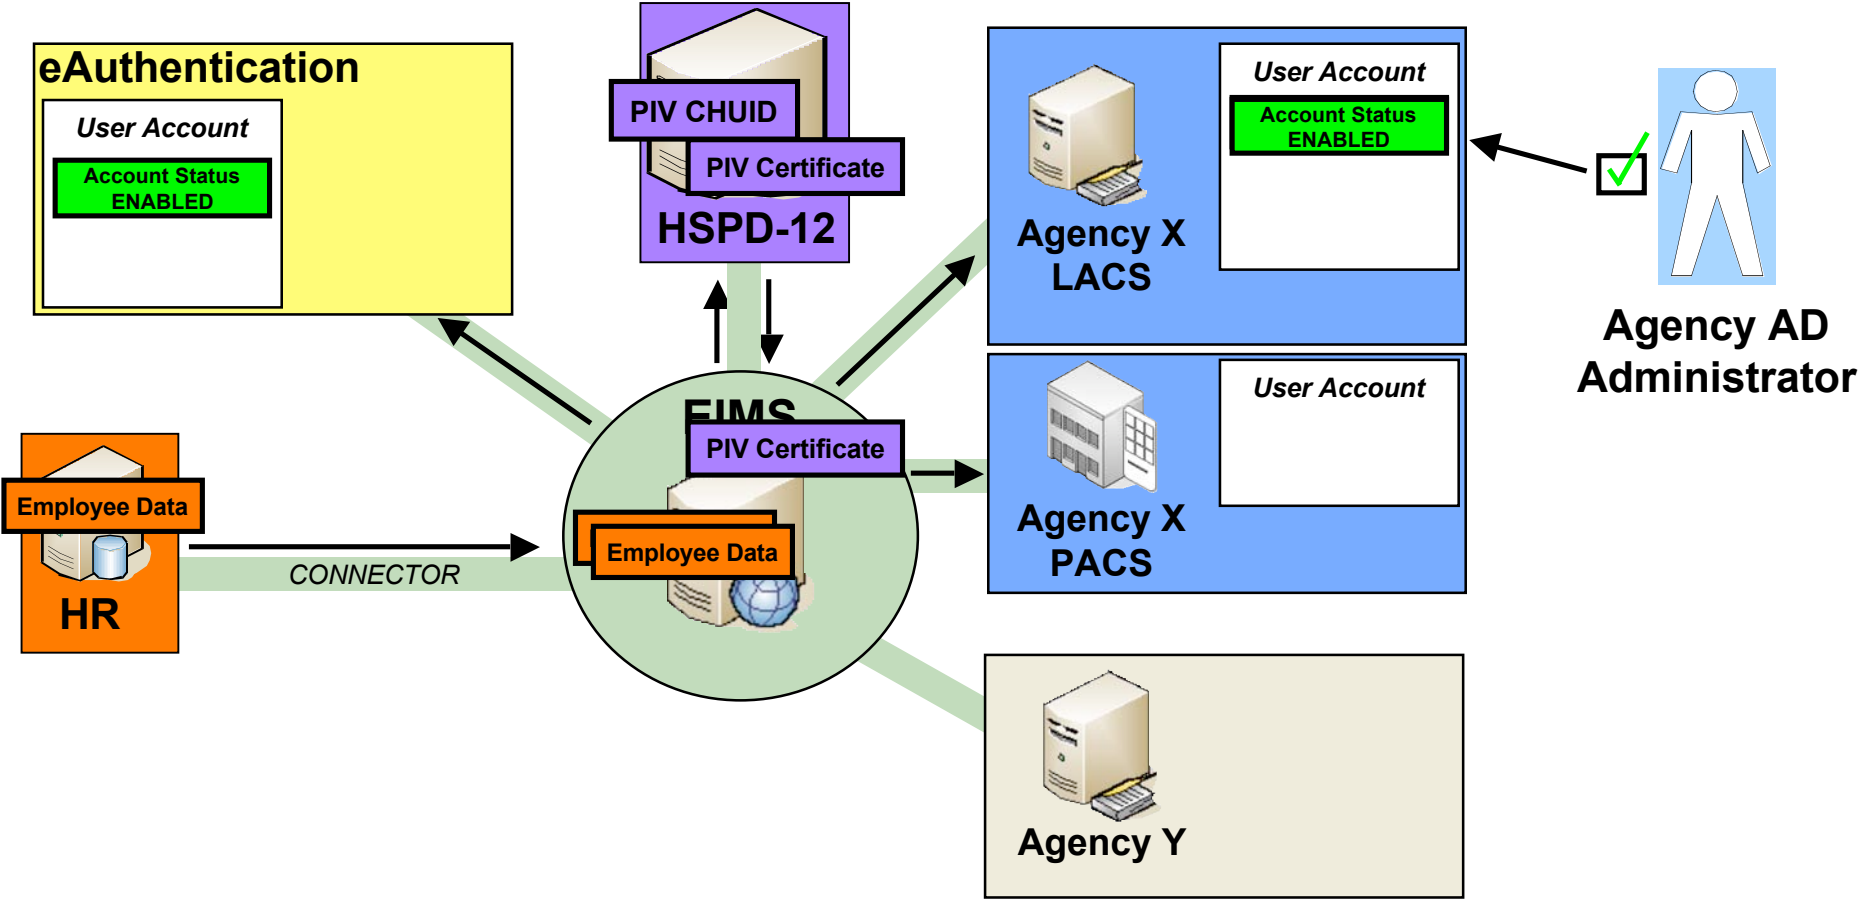 eAuthentication
User Account
Account Status
ENABLED
PIV CHUID
PIV Certificate
HSPD-12
User Account
Account Status
ENABLED
Agency X
LACS
Agency AD
Administrator
User Account
Agency X
PACS
EIMS
PIV Certificate
Employee Data
HR
CONNECTOR
Employee Data
Agency Y